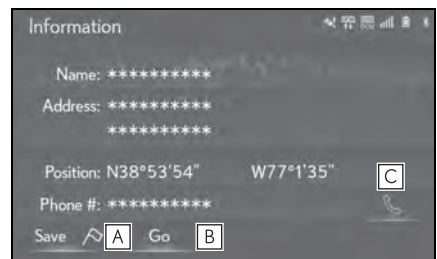 Information
Name: **********
Address: **********
**********
Position: N38°53'54" W77°1'35"
C
Phone #: **********
Save A Go B